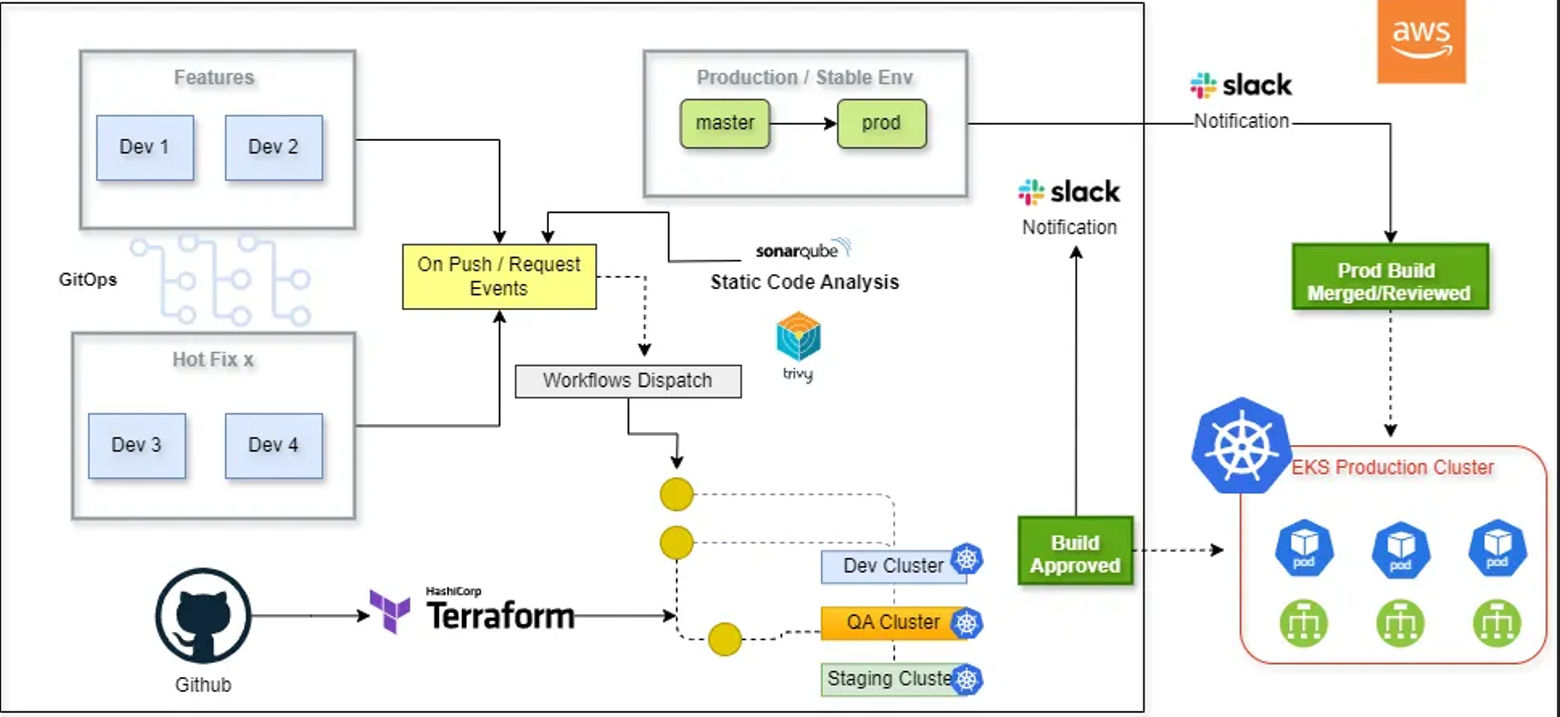 aws
Features
Dev 1
Dev 2
Production / Stable Env
master
prod
slack
Notification
slack
Notification
GitOps
On Push / Request
Events
sonarqube
Static Code Analysis
trivy
Prod Build
Merged/Reviewed
Hot Fix x
Dev 3
Dev 4
Workflows Dispatch
EKS Production Cluster
pod
pod
pod
Build
Approved
Dev Cluster
QA Cluster
Staging Cluste
HashiCorp
Terraform
Github